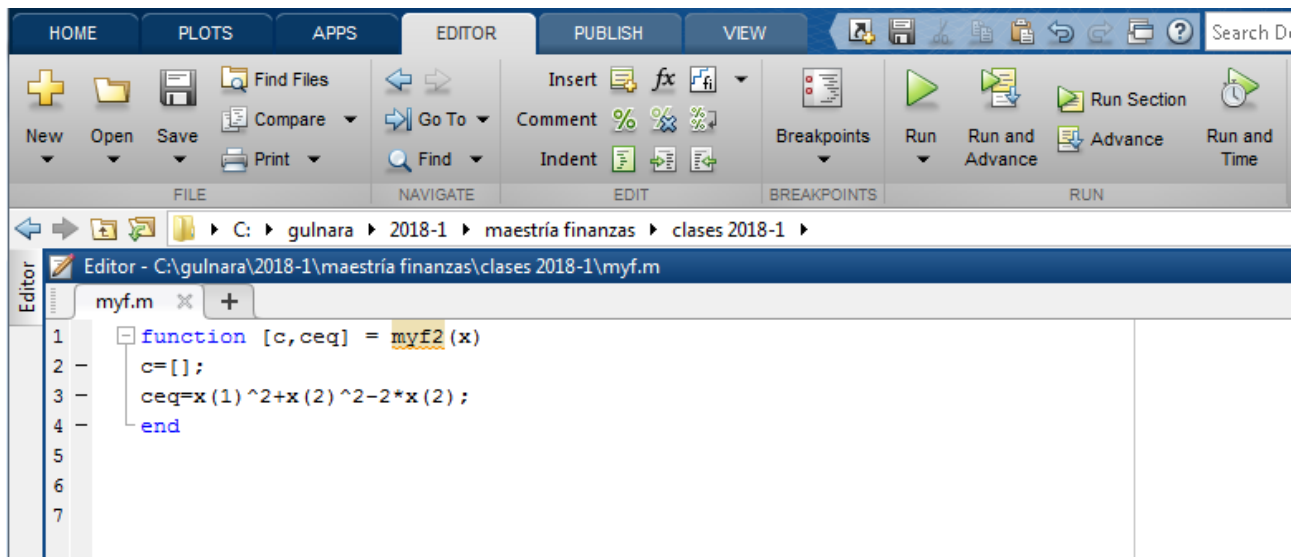 HOME PLOTS APPS EDITOR PUBLISH VIEW Search D
Find Files Insert fx fi
New Open Save Compare Go To Comment % Breakpoints Run Run and Advance Run Section Advance Run and Time
Print Find Indent
FILE NAVIGATE EDIT BREAKPOINTS RUN
C: gulnara 2018-1 maestría finanzas clases 2018-1
Editor
Editor - C:\gulnara\2018-1\maestría finanzas\clases 2018-1\myf.m
myf.m
1 function [c,ceq] = myf2(x)
2 c=[];
3 ceq=x(1)^2+x(2)^2-2*x(2);
4 end
5
6
7